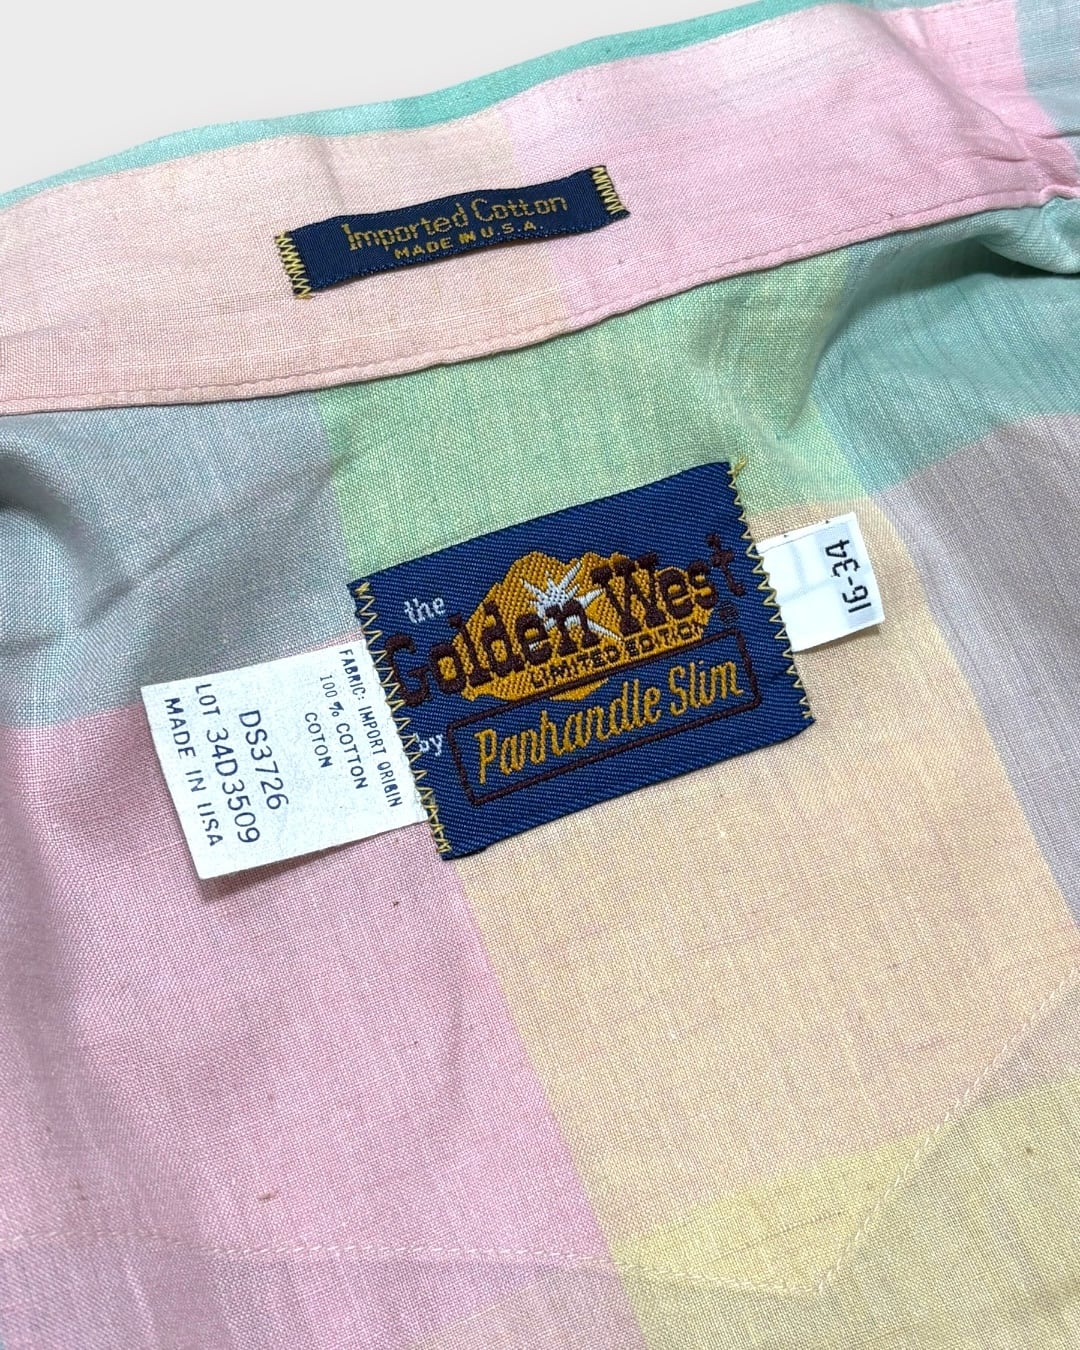 Imported Cotton
MADE IN U.S.A.
the
Golden West
LIMITED EDITION
by Panhandle Slim
16-34
FABRIC: IMPORT ORIGIN
100 % COTTON
COTON
DS3726
LOT 34D3509
MADE IN USA